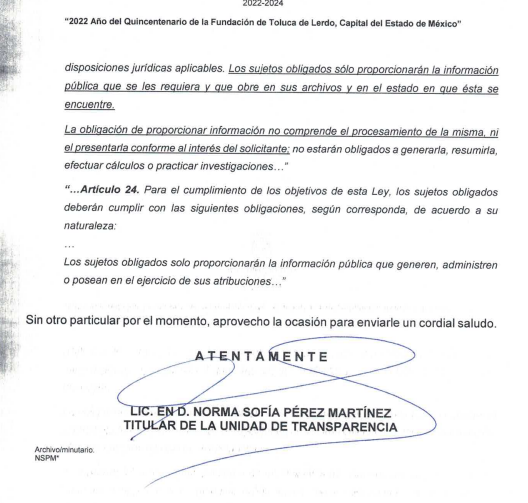 2022-2024
"2022 Año del Quincentenario de la Fundación de Toluca de Lerdo, Capital del Estado de México"
disposiciones jurídicas aplicables. Los sujetos obligados sólo proporcionarán la información
pública que se les requiera y que obre en sus archivos y en el estado en que ésta se
encuentre.
La obligación de proporcionar información no comprende el procesamiento de la misma, ni
el presentarla conforme al interés del solicitante; no estarán obligados a generarla, resumirla,
efectuar cálculos o practicar investigaciones…"
"…Artículo 24. Para el cumplimiento de los objetivos de esta Ley, los sujetos obligados
deberán cumplir con las siguientes obligaciones, según corresponda, de acuerdo a su
naturaleza:
…
Los sujetos obligados solo proporcionarán la información pública que generen, administren
o posean en el ejercicio de sus atribuciones…"
Sin otro particular por el momento, aprovecho la ocasión para enviarle un cordial saludo.
A T E N T A M E N T E
LIC. EN D. NORMA SOFÍA PÉREZ MARTÍNEZ
TITULAR DE LA UNIDAD DE TRANSPARENCIA
Archivo/minutario.
NSPM*